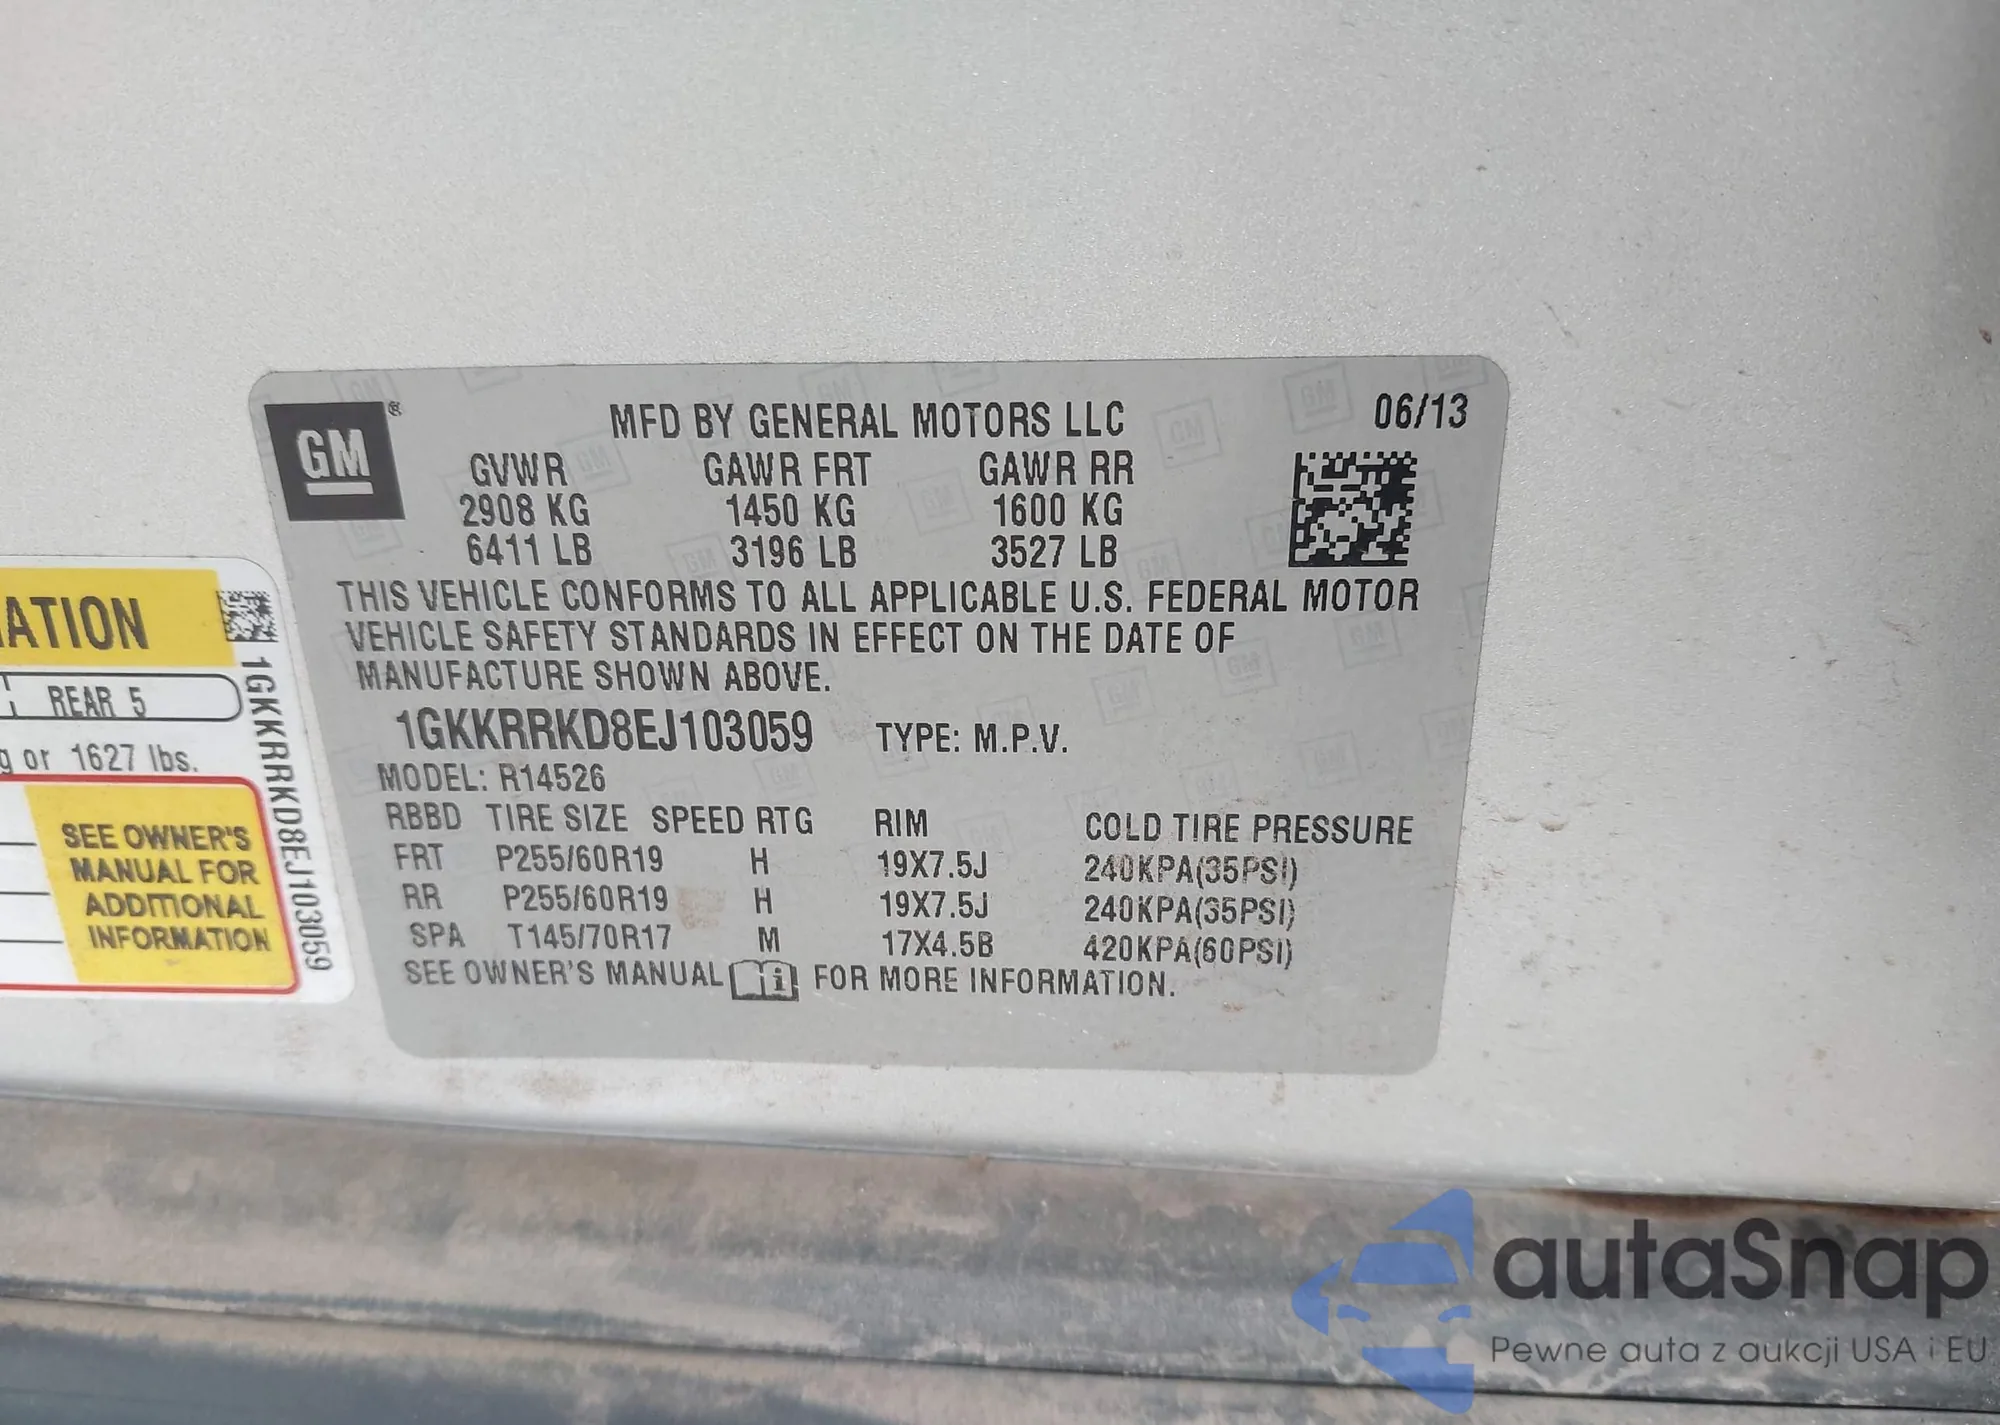 GM®
MFD BY GENERAL MOTORS LLC 06/13
GVWR GAWR FRT GAWR RR
2908 KG 1450 KG 1600 KG
6411 LB 3196 LB 3527 LB
THIS VEHICLE CONFORMS TO ALL APPLICABLE U.S. FEDERAL MOTOR
VEHICLE SAFETY STANDARDS IN EFFECT ON THE DATE OF
MANUFACTURE SHOWN ABOVE.
1GKKRRKD8EJ103059 TYPE: M.P.V.
MODEL: R14526
RBBD TIRE SIZE SPEED RTG RIM COLD TIRE PRESSURE
FRT P255/60R19 H 19X7.5J 240KPA(35PSI)
RR P255/60R19 H 19X7.5J 240KPA(35PSI)
SPA T145/70R17 M 17X4.5B 420KPA(60PSI)
SEE OWNER'S MANUAL i FOR MORE INFORMATION.
ATION
REAR 5
g or 1627 lbs.
SEE OWNER'S
MANUAL FOR
ADDITIONAL
INFORMATION
1GKKRRKD8EJ103059
autaSnap
Pewne auta z aukcji USA i EU